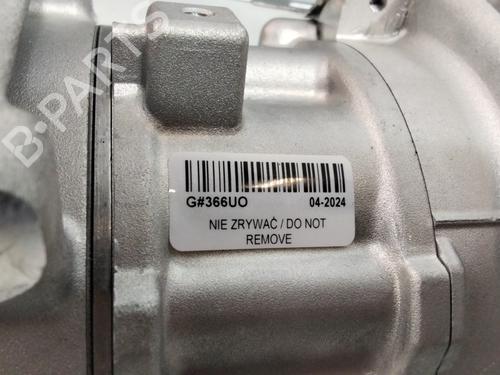 B-PARTS
G#366UO 04-2024
NIE ZRYWAĆ / DO NOT
REMOVE